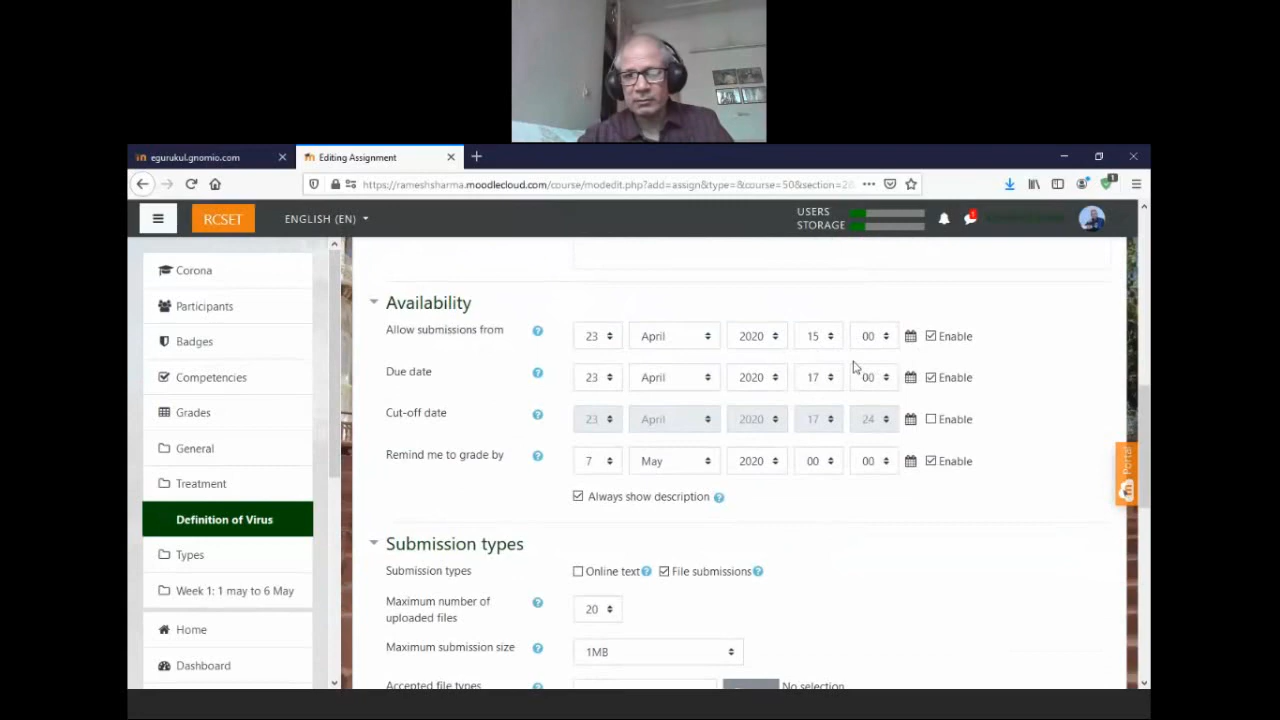 egurukul.gnomio.com
Editing Assignment
https://rameshsharma.moodlecloud.com/course/modedit.php?add=assign&type=&course=50&section=2
RCSET
ENGLISH (EN)
USERS
STORAGE
Corona
Participants
Badges
Competencies
Grades
General
Treatment
Definition of Virus
Types
Week 1: 1 may to 6 May
Home
Dashboard
Availability
Allow submissions from 23 April 2020 15 00 Enable
Due date 23 April 2020 17 00 Enable
Cut-off date 23 April 2020 17 24 Enable
Remind me to grade by 7 May 2020 00 00 Enable
Always show description
Submission types
Submission types Online text File submissions
Maximum number of
uploaded files 20
Maximum submission size 1MB
Accepted file types No selection
Portal